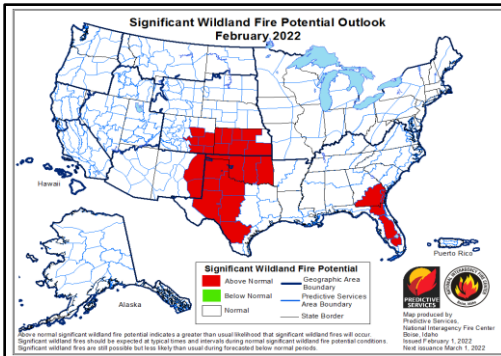 Significant Wildland Fire Potential Outlook
February 2022
Hawaii
Alaska
Puerto Rico
Significant Wildland Fire Potential
Above Normal
Below Normal
Normal
Geographic Area
Boundary
Predictive Services
Area Boundary
State Border
PREDICTIVE
SERVICES
Map produced by
Predictive Services,
National Interagency Fire Center
Boise, Idaho
Issued February 1, 2022
Next issuance March 1, 2022
Above normal significant wildland fire potential indicates a greater than usual likelihood that significant wildland fires will occur.
Significant wildland fires should be expected at typical times and intervals during normal significant wildland fire potential conditions.
Significant wildland fires are still possible but less likely than usual during forecasted below normal periods.